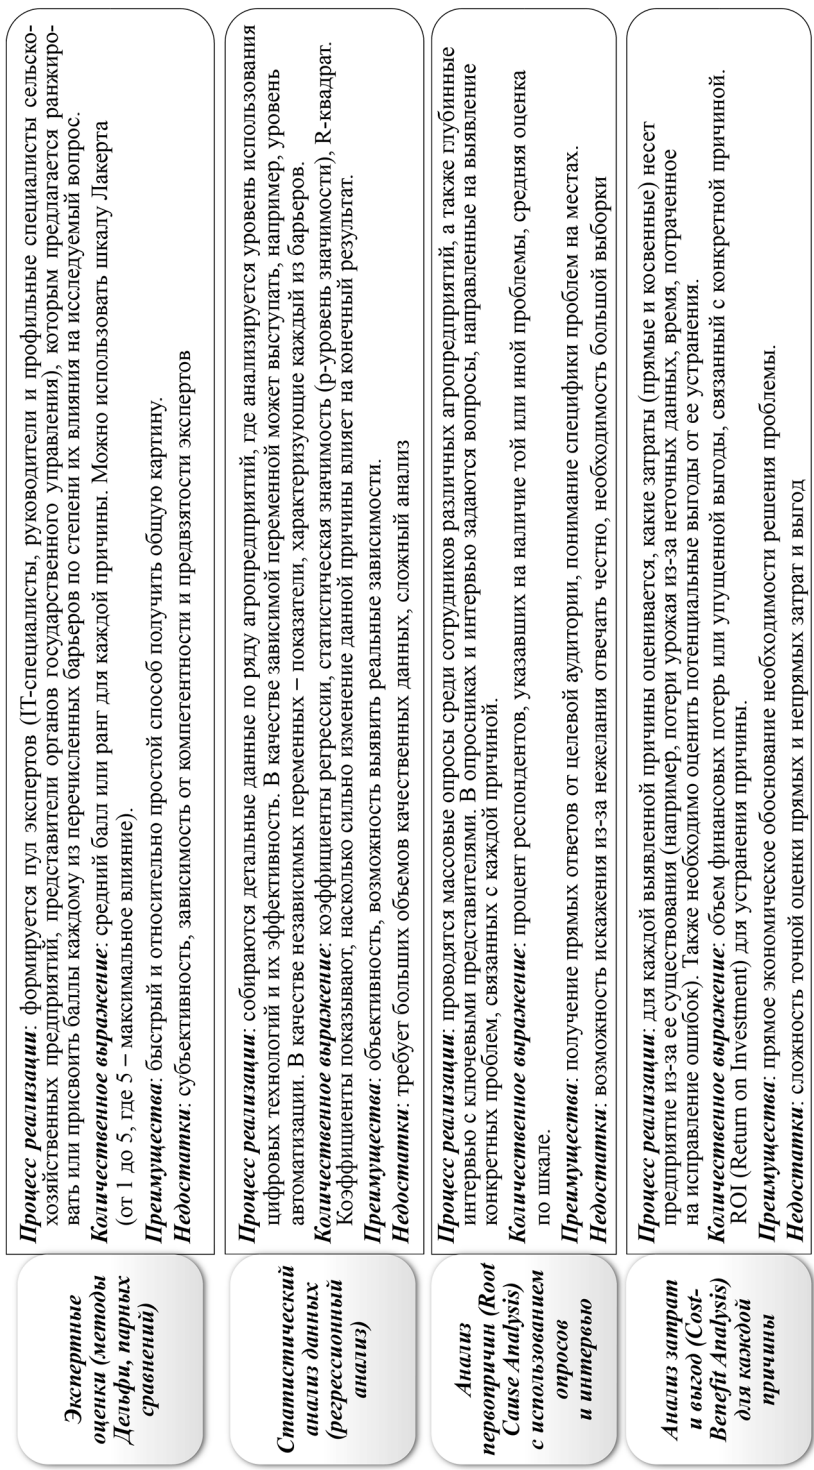 Экспертные
оценки (методы
Дельфи, парных
сравнений)
Процесс реализации: формируется пул экспертов (IT-специалисты, руководители и профильные специалисты сельско-
хозяйственных предприятий, представители органов государственного управления), которым предлагается ранжиро-
вать или присвоить баллы каждому из перечисленных барьеров по степени их влияния на исследуемый вопрос.
Количественное выражение: средний балл или ранг для каждой причины. Можно использовать шкалу Лакерта
(от 1 до 5, где 5 – максимальное влияние).
Преимущества: быстрый и относительно простой способ получить общую картину.
Недостатки: субъективность, зависимость от компетентности и предвзятости экспертов
Статистический
анализ данных
(регрессионный
анализ)
Процесс реализации: собираются детальные данные по ряду агропредприятий, где анализируется уровень использования
цифровых технологий и их эффективность. В качестве зависимой переменной может выступать, например, уровень
автоматизации. В качестве независимых переменных – показатели, характеризующие каждый из барьеров.
Количественное выражение: коэффициенты регрессии, статистическая значимость (p-уровень значимости), R-квадрат.
Коэффициенты показывают, насколько сильно изменение данной причины влияет на конечный результат.
Преимущества: объективность, возможность выявить реальные зависимости.
Недостатки: требует больших объемов качественных данных, сложный анализ
Анализ
первопричин (Root
Cause Analysis)
с использованием
опросов
и интервью
Процесс реализации: проводятся массовые опросы среди сотрудников различных агропредприятий, а также глубинные
интервью с ключевыми представителями. В опросниках и интервью задаются вопросы, направленные на выявление
конкретных проблем, связанных с каждой причиной.
Количественное выражение: процент респондентов, указавших на наличие той или иной проблемы, средняя оценка
по шкале.
Преимущества: получение прямых ответов от целевой аудитории, понимание специфики проблем на местах.
Недостатки: возможность искажения из-за нежелания отвечать честно, необходимость большой выборки
Анализ затрат
и выгод (Cost-
Benefit Analysis)
для каждой
причины
Процесс реализации: для каждой выявленной причины оценивается, какие затраты (прямые и косвенные) несет
предприятие из-за ее существования (например, потери урожая из-за неточных данных, время, потраченное
на исправление ошибок). Также необходимо оценить потенциальные выгоды от ее устранения.
Количественное выражение: объем финансовых потерь или упущенной выгоды, связанный с конкретной причиной.
ROI (Return on Investment) для устранения причины.
Преимущества: прямое экономическое обоснование необходимости решения проблемы.
Недостатки: сложность точной оценки прямых и непрямых затрат и выгод